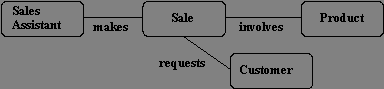 Sales
Assistant
makes
Sale
involves
Product
requests
Customer